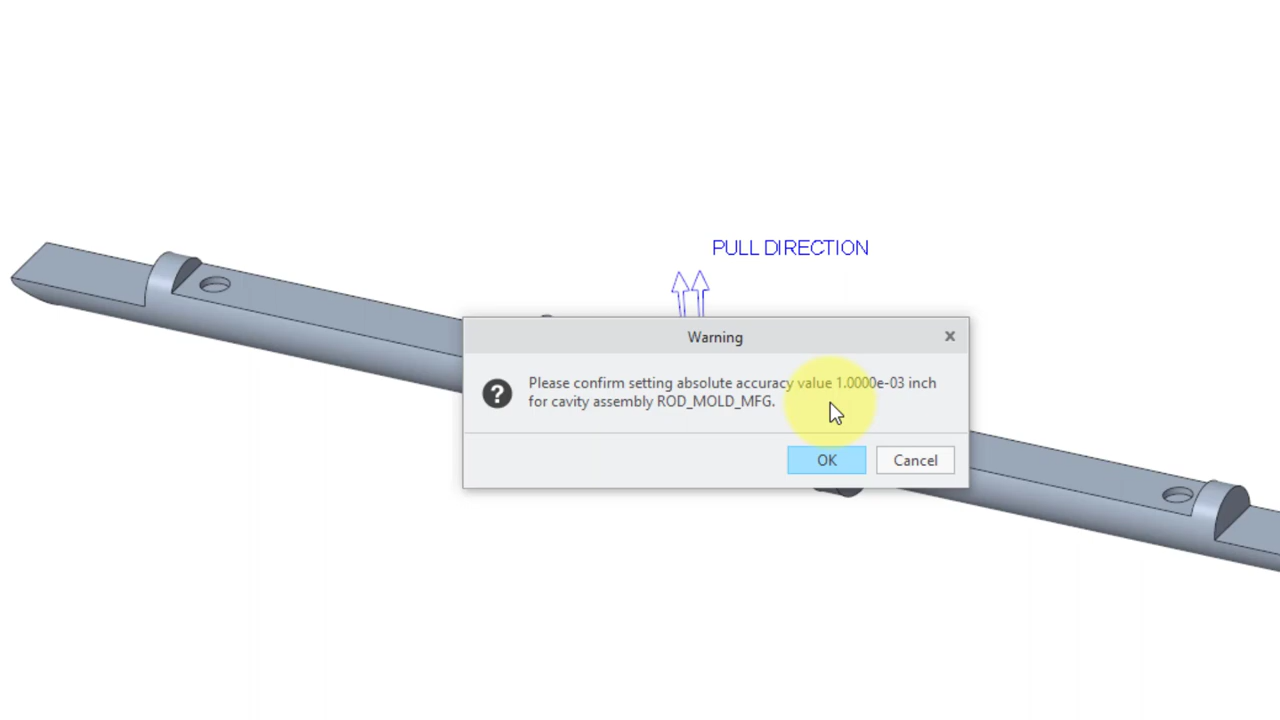 PULL DIRECTION
Warning
Please confirm setting absolute accuracy value 1.0000e-03 inch
for cavity assembly ROD_MOLD_MFG.
OK
Cancel